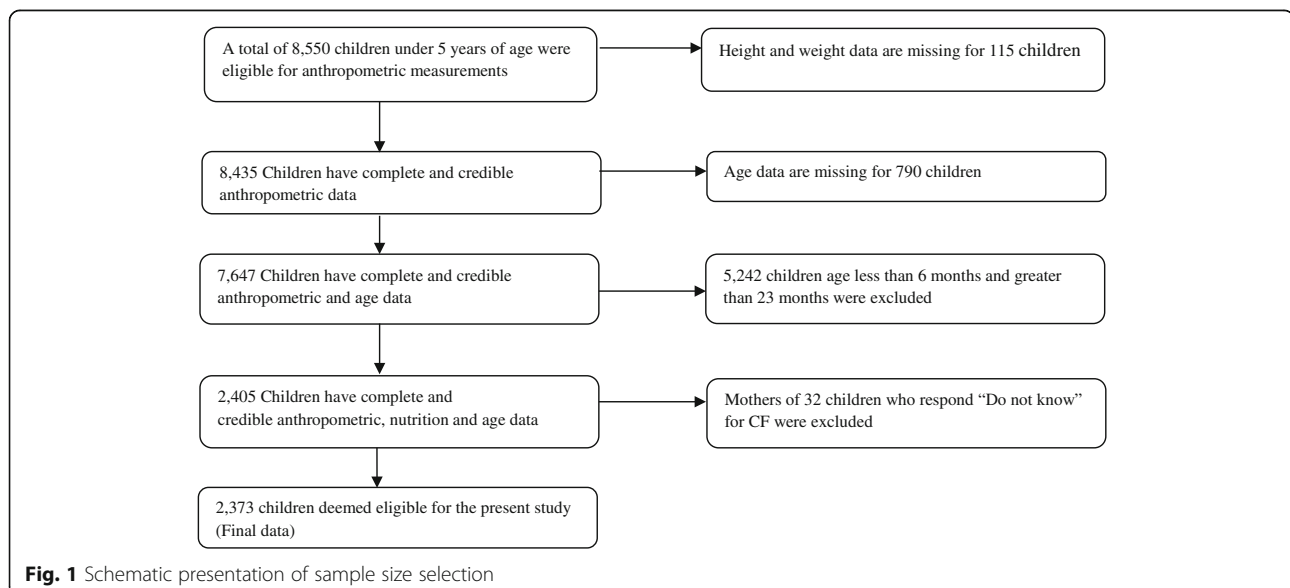 A total of 8,550 children under 5 years of age were
eligible for anthropometric measurements
Height and weight data are missing for 115 children
8,435 Children have complete and credible
anthropometric data
Age data are missing for 790 children
7,647 Children have complete and credible
anthropometric and age data
5,242 children age less than 6 months and greater
than 23 months were excluded
2,405 Children have complete and
credible anthropometric, nutrition and age data
Mothers of 32 children who respond “Do not know”
for CF were excluded
2,373 children deemed eligible for the present study
(Final data)
Fig. 1 Schematic presentation of sample size selection